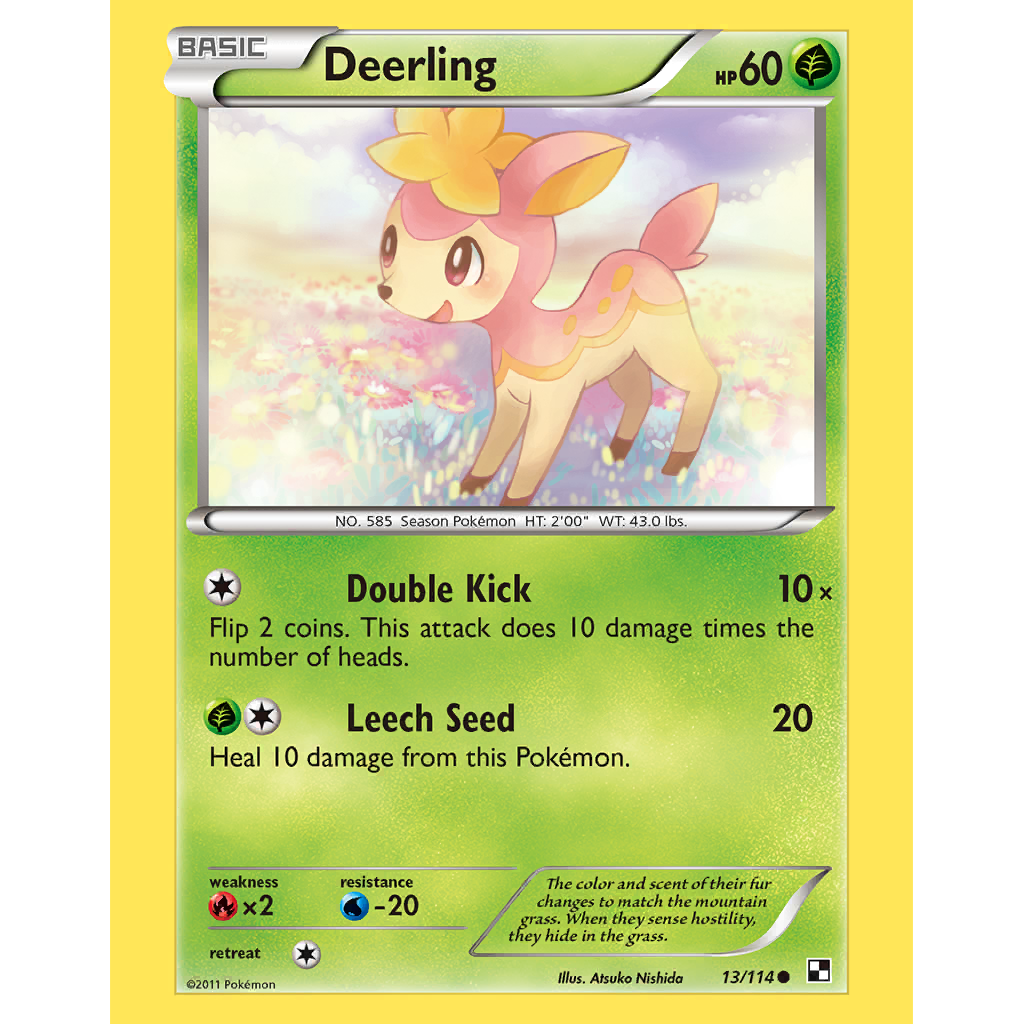 BASIC Deerling HP60
NO. 585 Season Pokémon HT: 2'00" WT: 43.0 lbs.
Double Kick 10×
Flip 2 coins. This attack does 10 damage times the
number of heads.
Leech Seed 20
Heal 10 damage from this Pokémon.
weakness
×2
resistance
-20
retreat
The color and scent of their fur
changes to match the mountain
grass. When they sense hostility,
they hide in the grass.
Illus. Atsuko Nishida 13/114
©2011 Pokémon